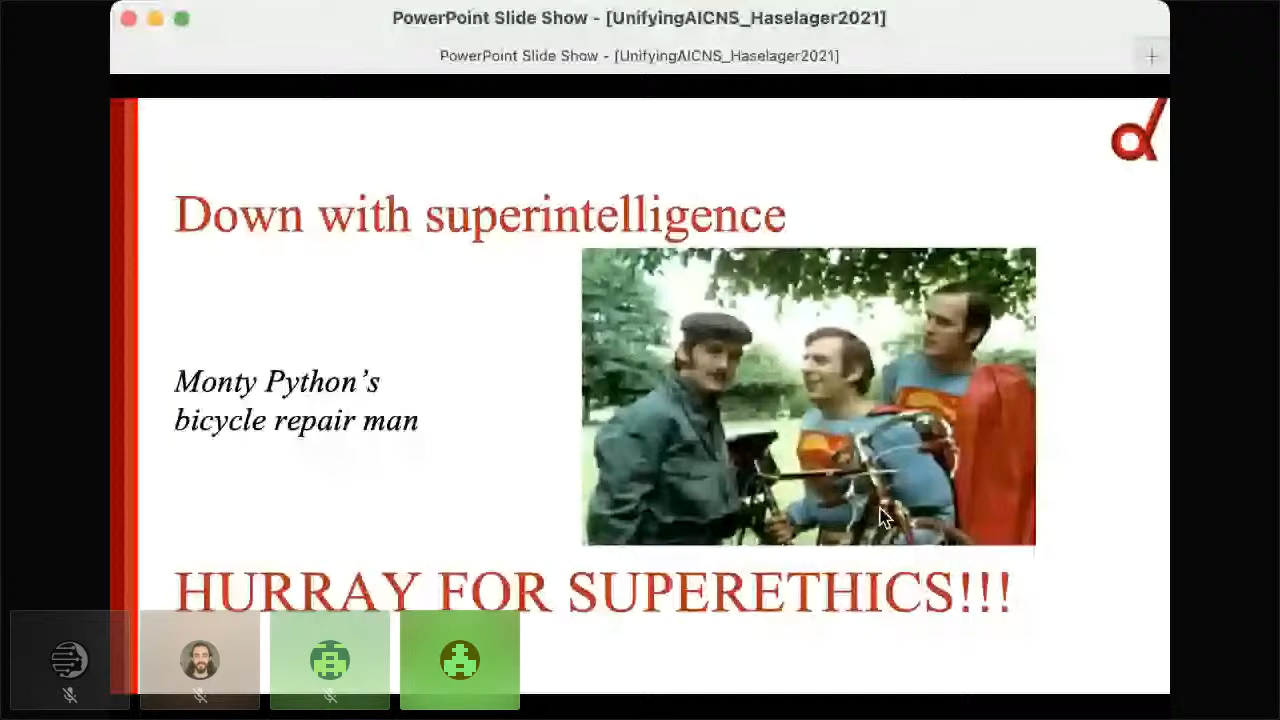 PowerPoint Slide Show - [UnifyingAICNS_Haselager2021]
PowerPoint Slide Show - [UnifyingAICNS_Haselager2021]
Down with superintelligence
Monty Python’s
bicycle repair man
HURRAY FOR SUPERETHICS!!!